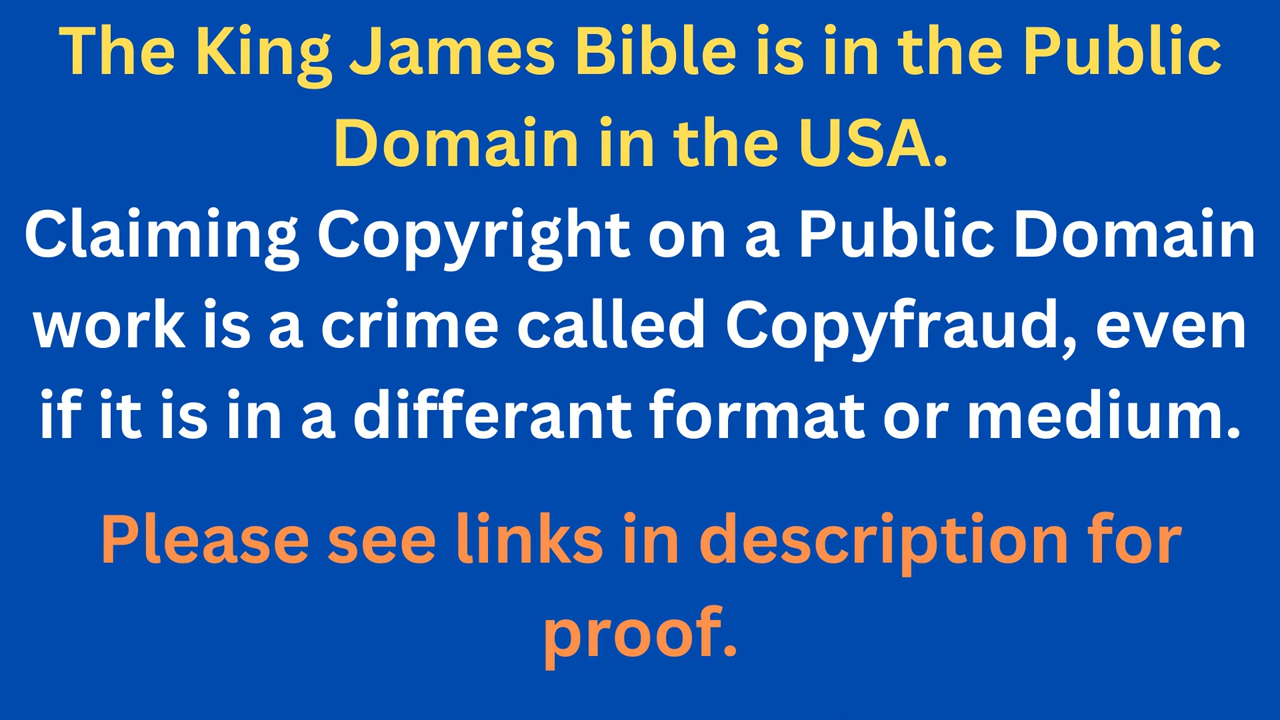 The King James Bible is in the Public
Domain in the USA.
Claiming Copyright on a Public Domain
work is a crime called Copyfraud, even
if it is in a differant format or medium.
Please see links in description for
proof.